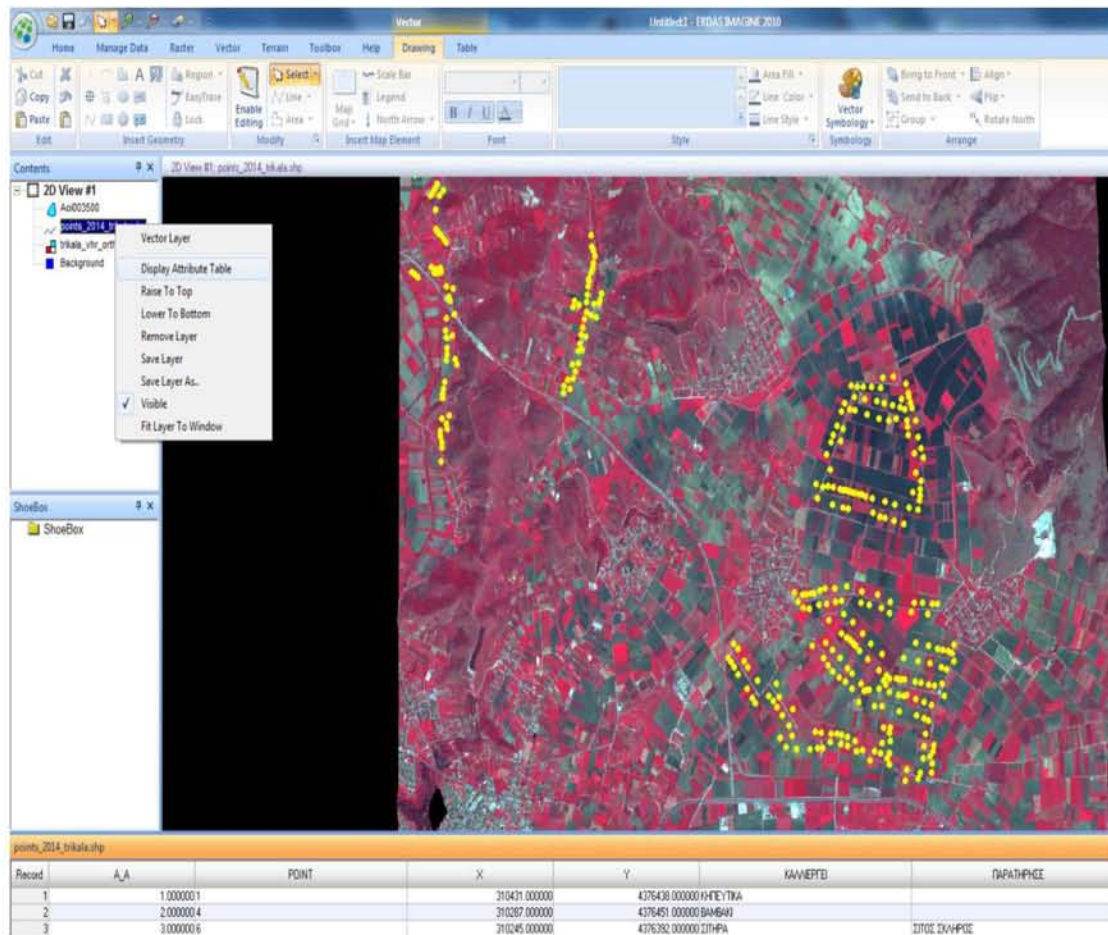 Vector
Untitled:1 - ERDAS IMAGINE 2010
Home Manage Data Raster Vector Terrain Toolbox Help Drawing Table
Cut
Copy
Paste
Edit
A
Region
EasyTrace
Lock
Insert Geometry
Enable Editing
Select
Line
Area
Modify
Map Grid
Scale Bar
Legend
North Arrow
Insert Map Element
B I U A
Font
Area Fill
Line Color
Line Style
Style
Vector Symbology
Symbology
Bring to Front
Send to Back
Group
Align
Flip
Rotate North
Arrange
Contents
2D View #1: points_2014_trikala.shp
2D View #1
Aoi003500
points_2014_
trikala_vhr_orth
Background
Vector Layer
Display Attribute Table
Raise To Top
Lower To Bottom
Remove Layer
Save Layer
Save Layer As..
Visible
Fit Layer To Window
ShoeBox
ShoeBox
points_2014_trikala.shp
Record A_A POINT X Y ΚΑΛΛΙΕΡΓΕΙ ΠΑΡΑΤΗΡΗΣΕ
1 1.000000 1 310431.000000 4376438.000000 ΚΗΠΕΥΤΙΚΑ
2 2.000000 4 310287.000000 4376451.000000 ΒΑΜΒΑΚΙ
3 3.000000 6 310245.000000 4376392.000000 ΣΙΤΗΡΑ ΣΙΤΟΣ ΣΚΛΗΡΟΣ